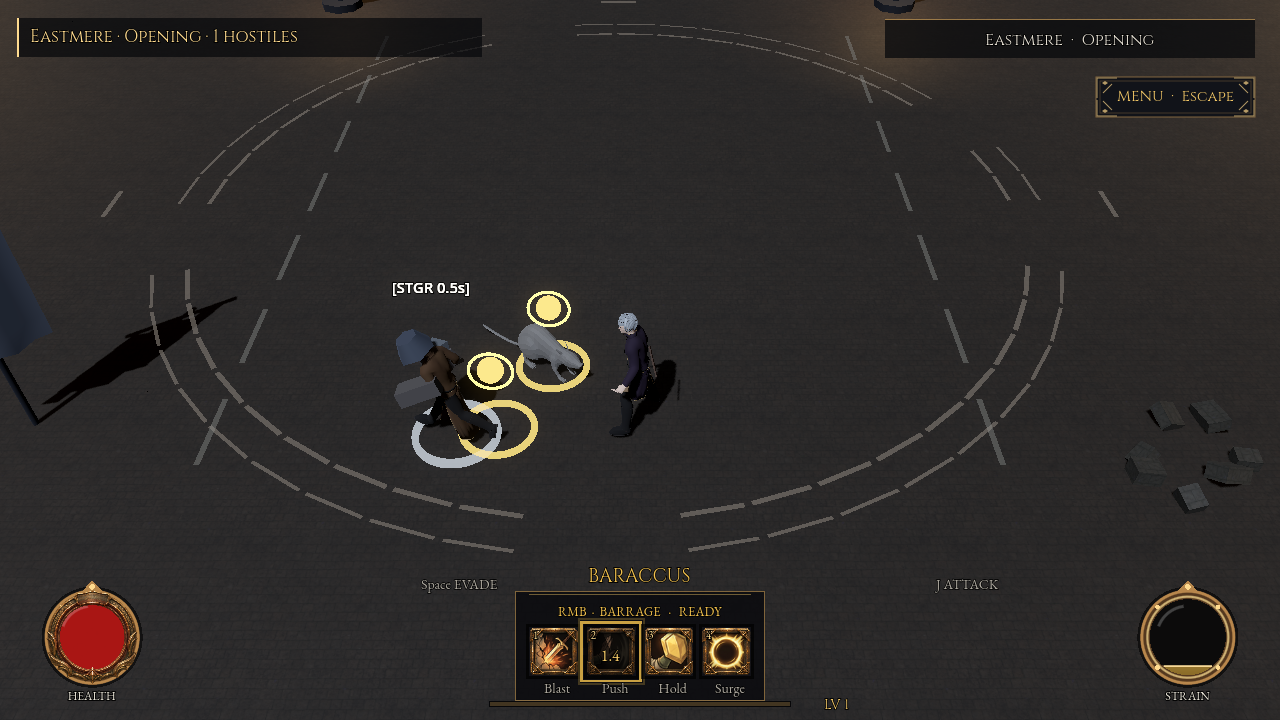 Eastmere · Opening · 1 hostiles
Eastmere · Opening
MENU · Escape
[STGR 0.5s]
Space EVADE
BARACCUS
J ATTACK
RMB · BARRAGE · READY
1
2
3
4
1.4
Blast
Push
Hold
Surge
HEALTH
STRAIN
LV 1